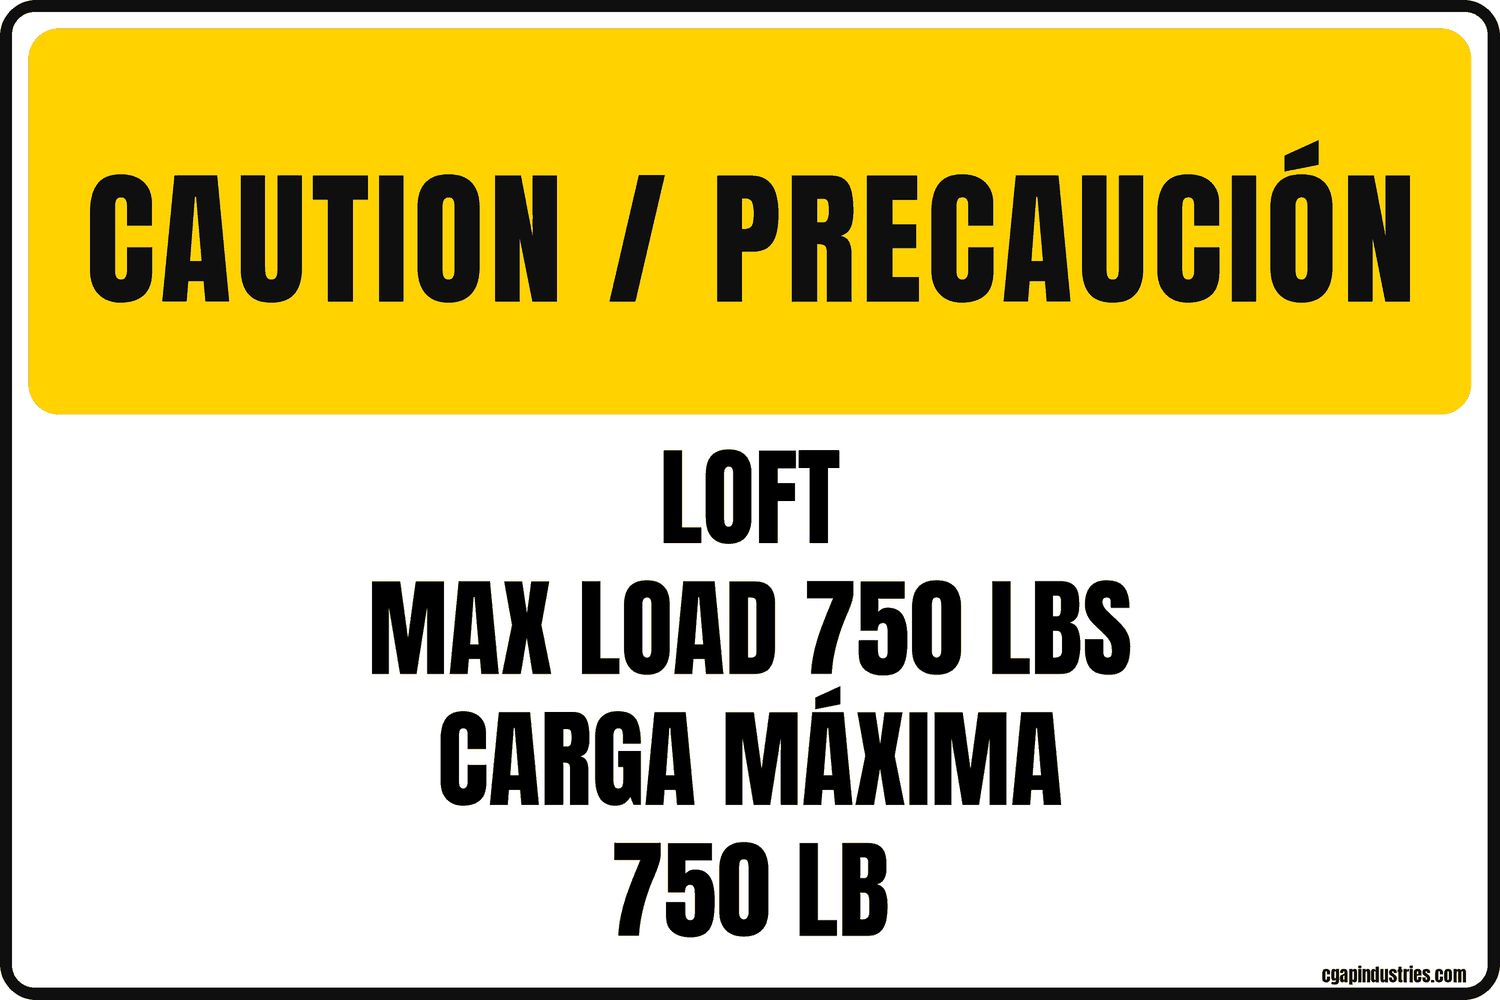 CAUTION / PRECAUCIÓN
LOFT
MAX LOAD 750 LBS
CARGA MÁXIMA
750 LB
cgapindustries.com